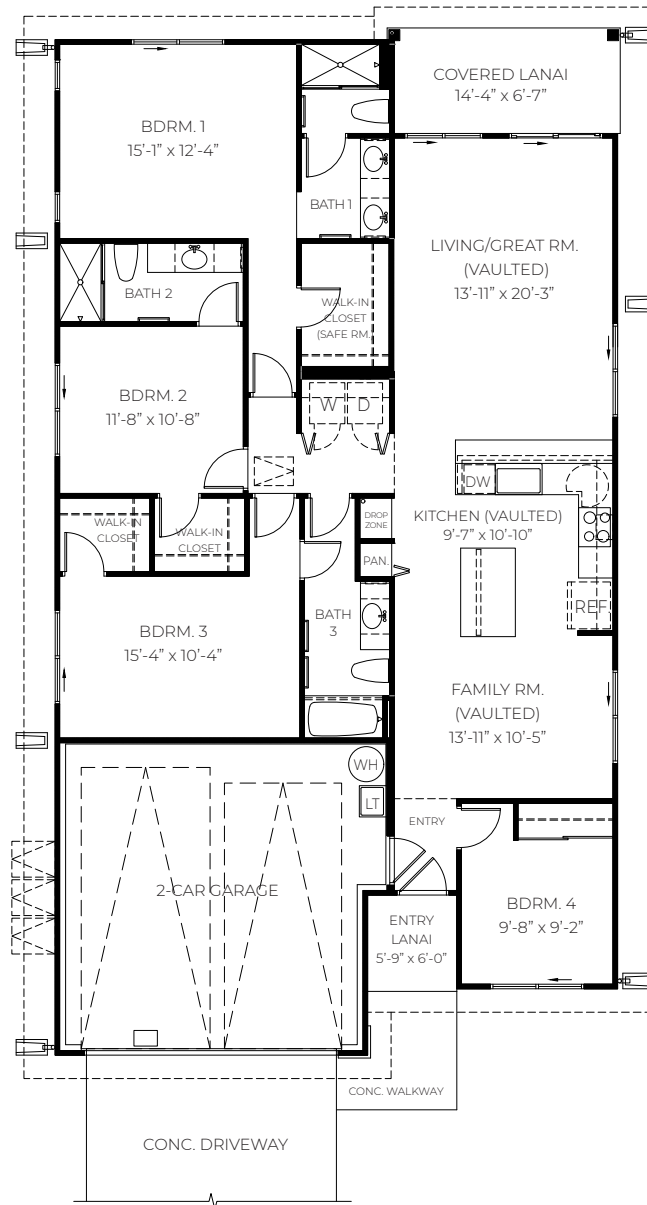 COVERED LANAI
14'-4" x 6'-7"
BDRM. 1
15'-1" x 12'-4"
BATH 1
LIVING/GREAT RM.
(VAULTED)
13'-11" x 20'-3"
BATH 2
WALK-IN
CLOSET
(SAFE RM.
BDRM. 2
11'-8" x 10'-8"
W
D
DW
WALK-IN
CLOSET
WALK-IN
CLOSET
DROP
ZONE
KITCHEN (VAULTED)
9'-7" x 10'-10"
PAN.
REF
BATH
3
BDRM. 3
15'-4" x 10'-4"
FAMILY RM.
(VAULTED)
13'-11" x 10'-5"
WH
LT
ENTRY
2-CAR GARAGE
BDRM. 4
9'-8" x 9'-2"
ENTRY
LANAI
5'-9" x 6'-0"
CONC. WALKWAY
CONC. DRIVEWAY